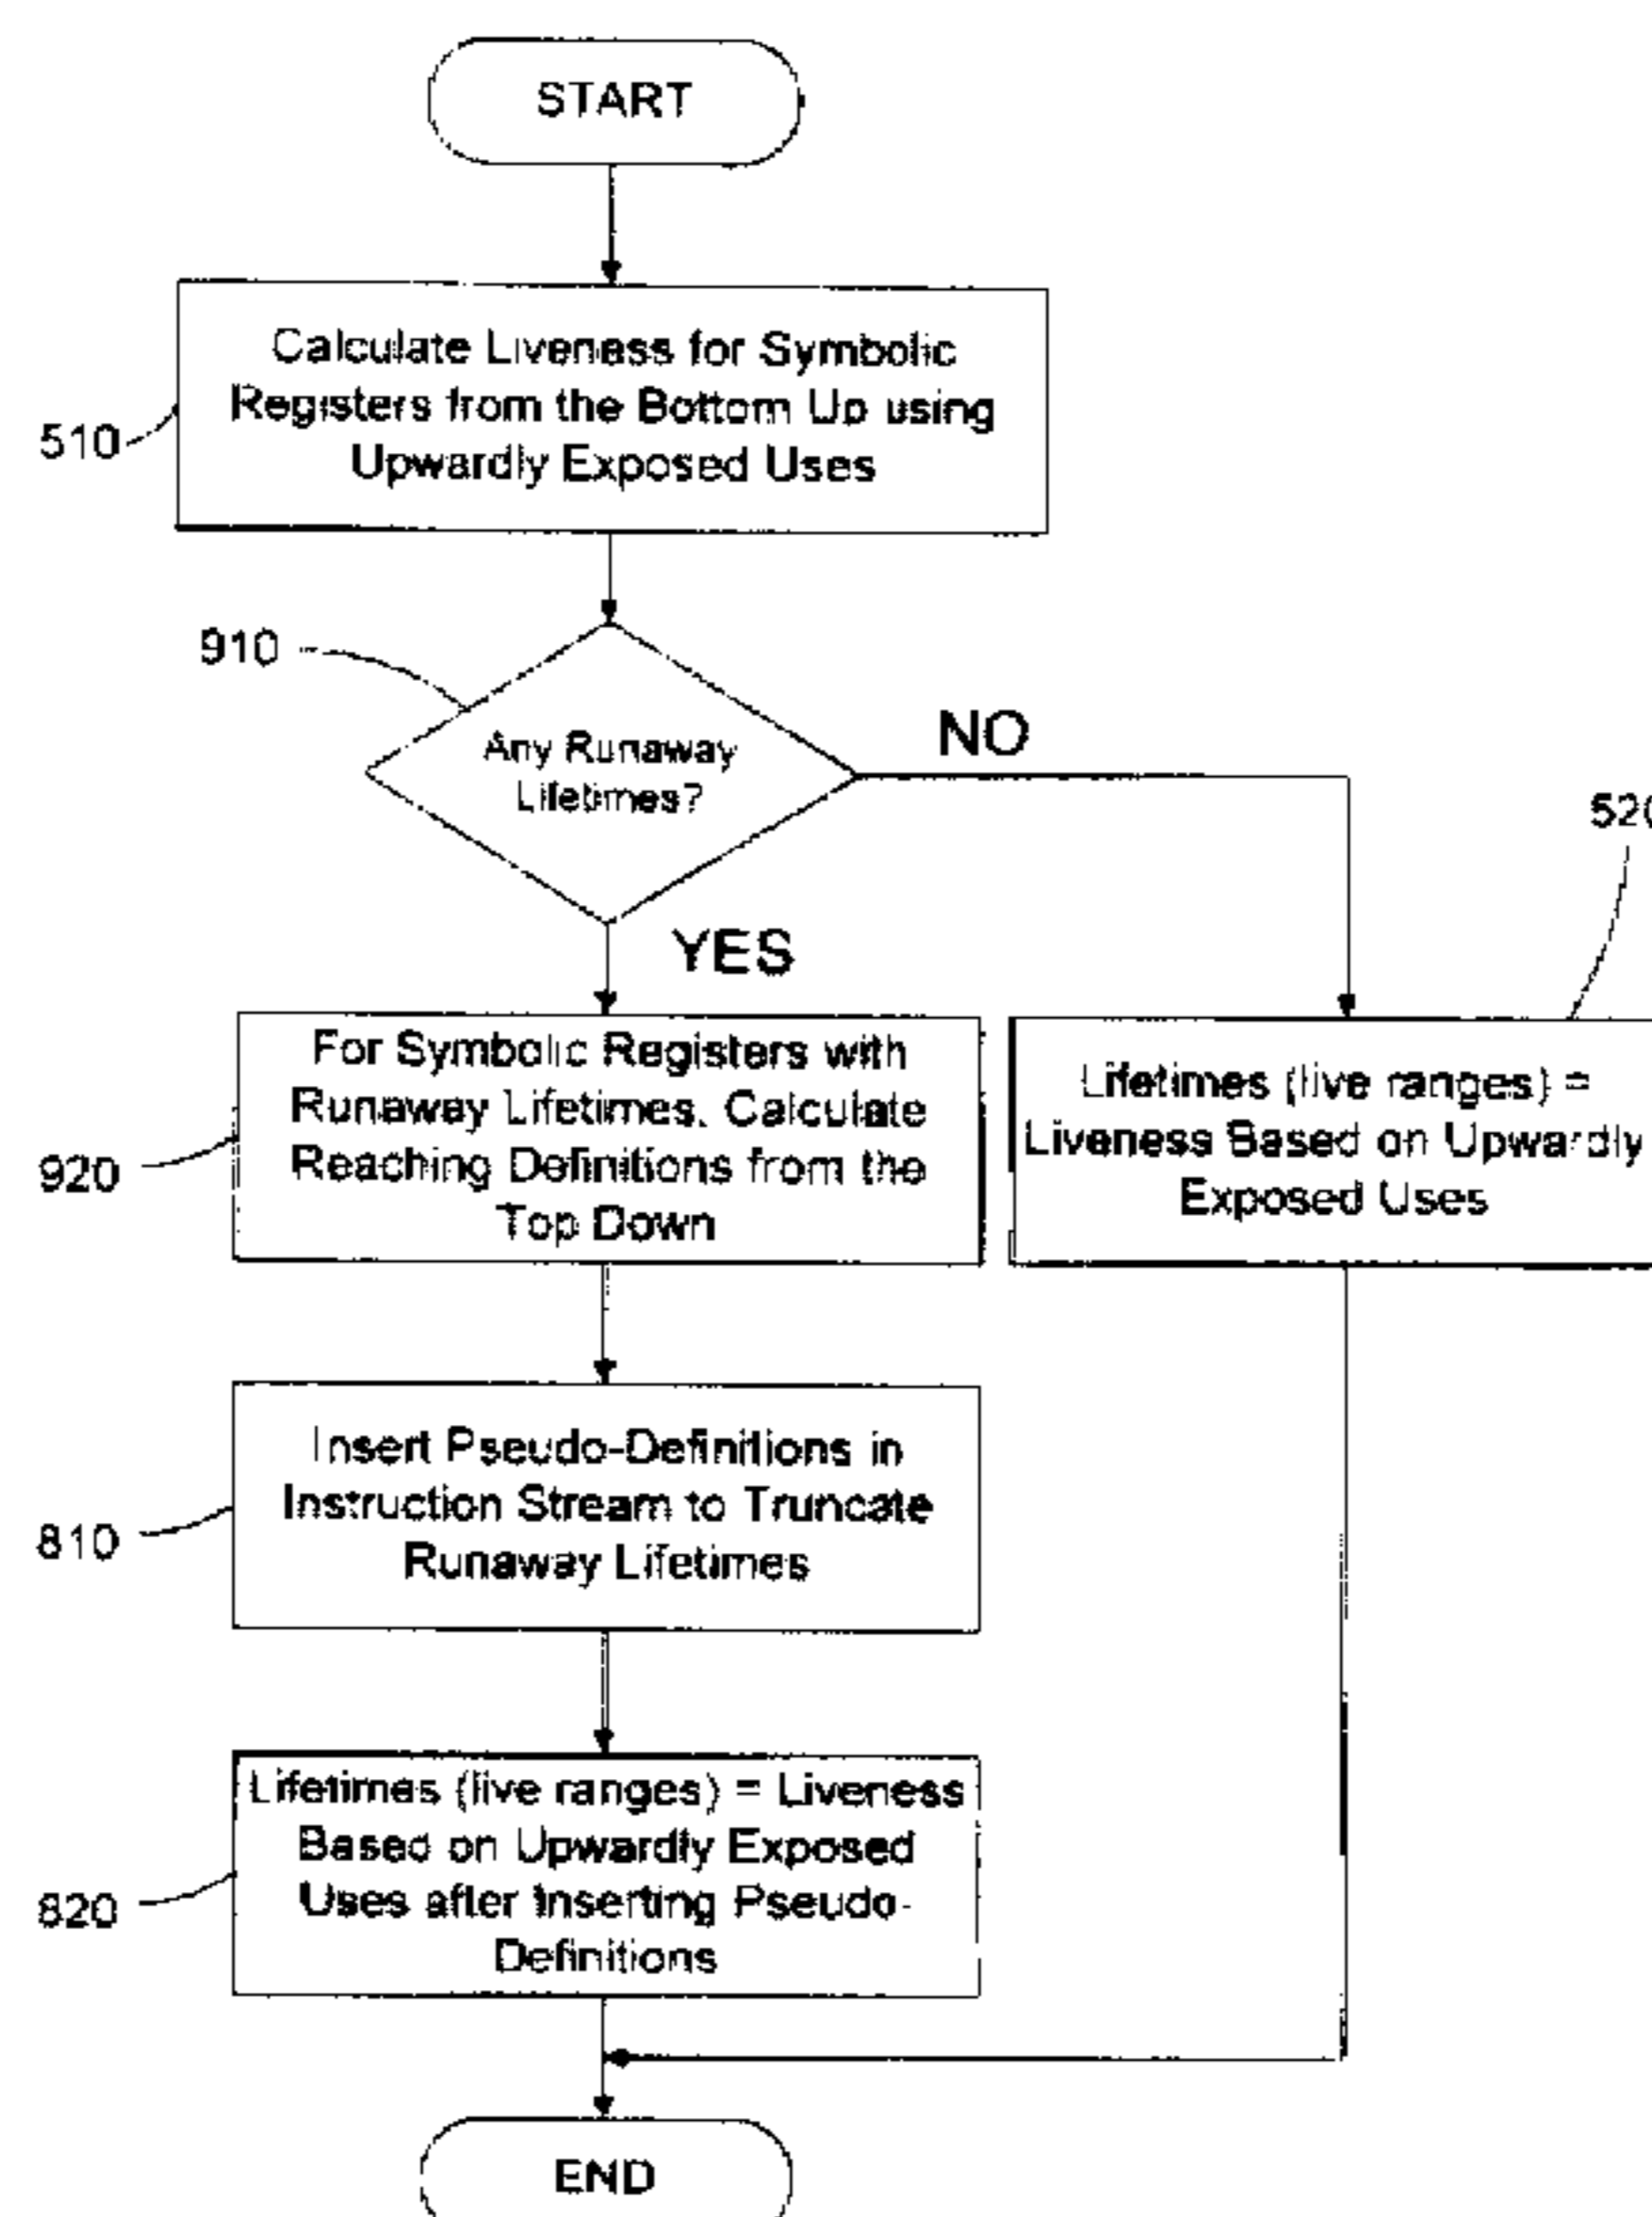 START
Calculate Liveness for Symbolic
Registers from the Bottom Up using
Upwardly Exposed Uses
510
910
Any Runaway
Lifetimes?
NO
520
YES
For Symbolic Registers with
Runaway Lifetimes, Calculate
Reaching Definitions from the
Top Down
920
Lifetimes (live ranges) =
Liveness Based on Upwardly
Exposed Uses
Insert Pseudo-Definitions in
Instruction Stream to Truncate
Runaway Lifetimes
810
Lifetimes (live ranges) = Liveness
Based on Upwardly Exposed
Uses after Inserting Pseudo-
Definitions
820
END